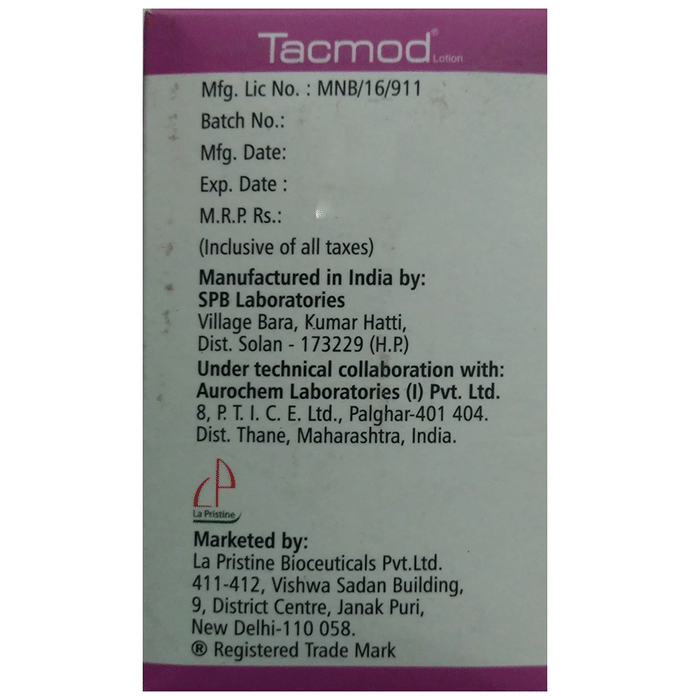 Tacmod®
Lotion
Mfg. Lic No. : MNB/16/911
Batch No.:
Mfg. Date:
Exp. Date :
M.R.P. Rs.:
(Inclusive of all taxes)
Manufactured in India by:
SPB Laboratories
Village Bara, Kumar Hatti,
Dist. Solan - 173229 (H.P.)
Under technical collaboration with:
Aurochem Laboratories (I) Pvt. Ltd.
8, P. T. I. C. E. Ltd., Palghar-401 404.
Dist. Thane, Maharashtra, India.
La Pristine
Marketed by:
La Pristine Bioceuticals Pvt.Ltd.
411-412, Vishwa Sadan Building,
9, District Centre, Janak Puri,
New Delhi-110 058.
® Registered Trade Mark